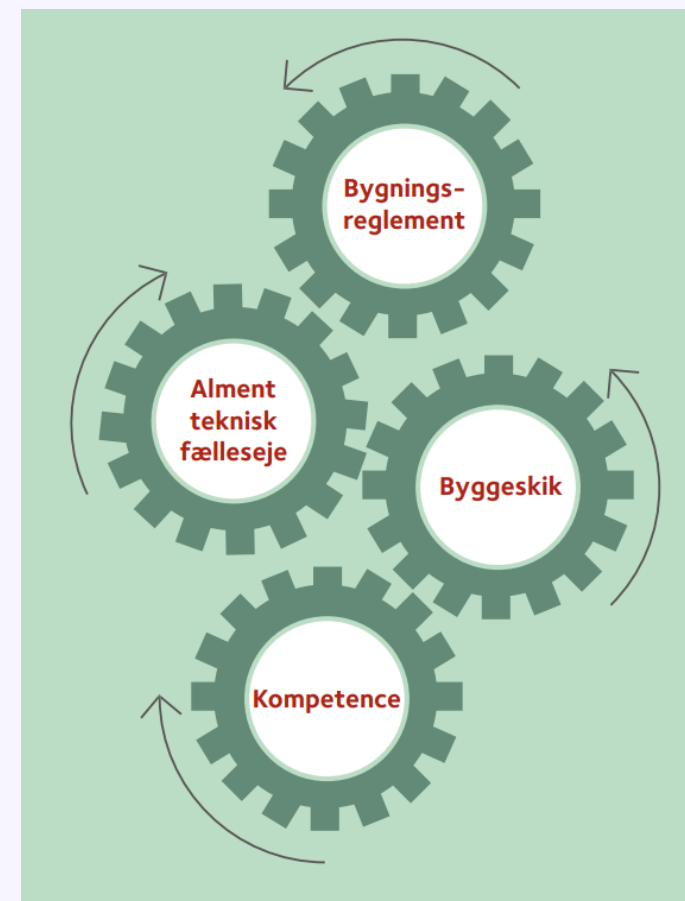 Bygnings-
reglement
Alment
teknisk
fælleseje
Byggeskik
Kompetence